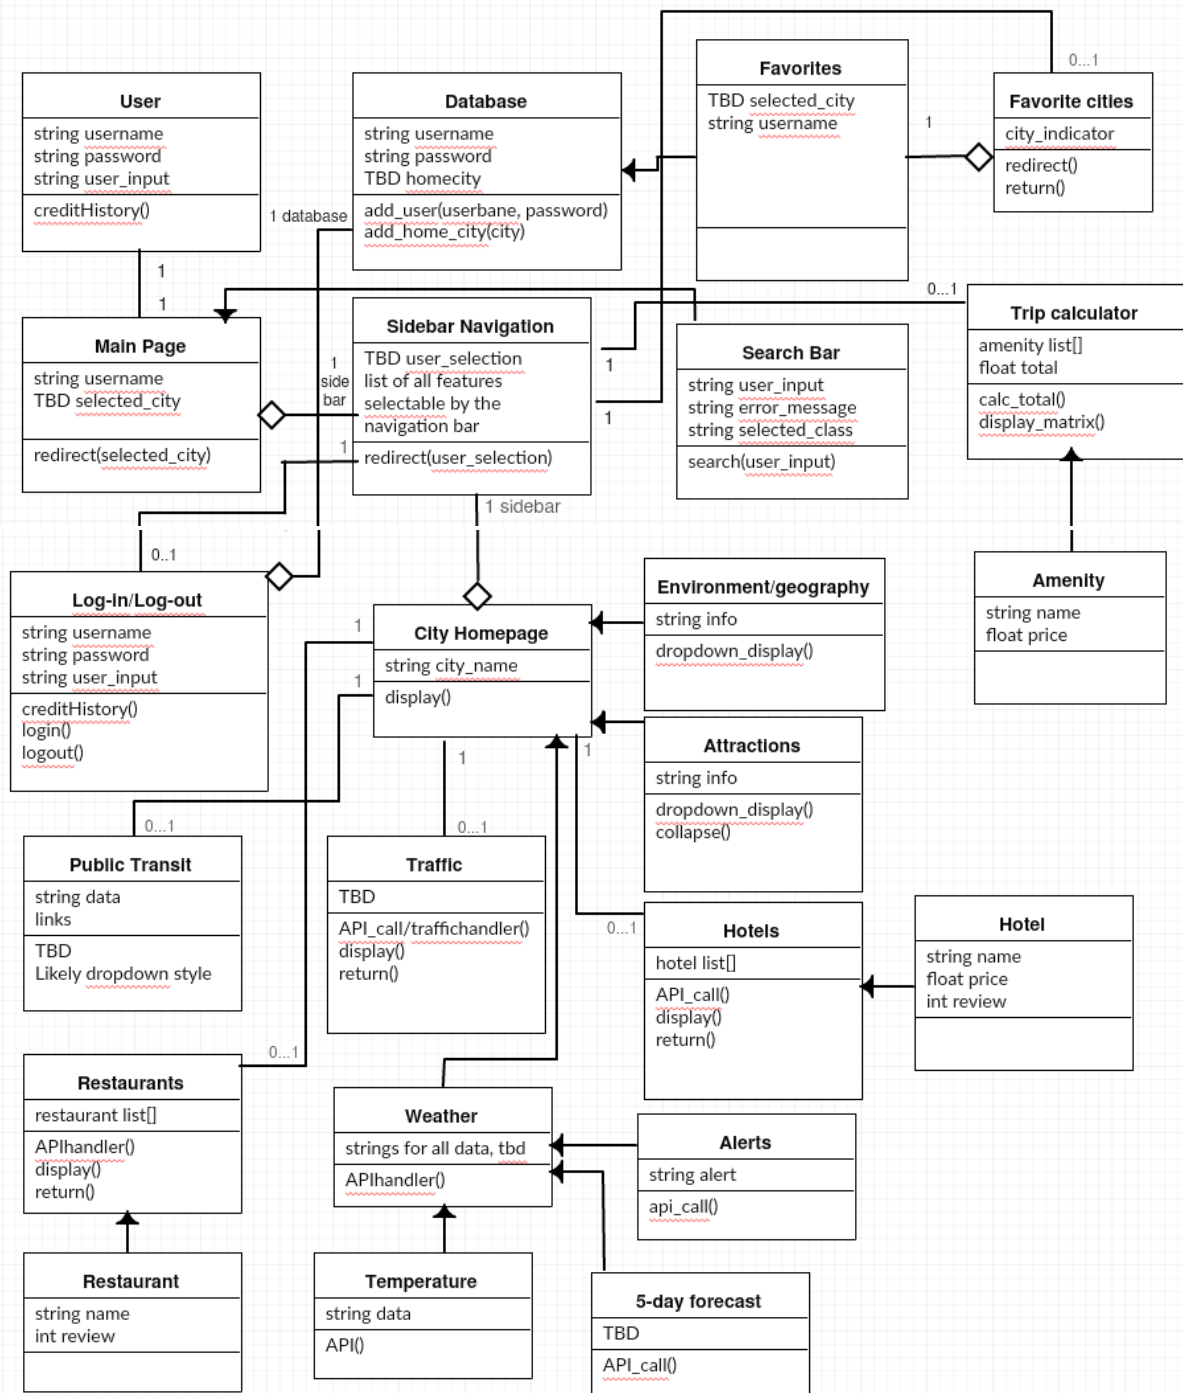 0...1
Favorites
TBD selected_city
string username
1
Favorite cities
city_indicator
redirect()
return()
User
string username
string password
string user_input
creditHistory()
Database
string username
string password
TBD homecity
add_user(userbane, password)
add_home_city(city)
1 database
1
1
Main Page
string username
TBD selected_city
redirect(selected_city)
1
side
bar
1
Sidebar Navigation
TBD user_selection
list of all features
selectable by the
navigation bar
redirect(user_selection)
1
1
1 sidebar
Search Bar
string user_input
string error_message
string selected_class
search(user_input)
0...1
Trip calculator
amenity list[]
float total
calc_total()
display_matrix()
0..1
Log-in/Log-out
string username
string password
string user_input
creditHistory()
login()
logout()
1
1
City Homepage
string city_name
display()
1
1
Environment/geography
string info
dropdown_display()
Amenity
string name
float price
Attractions
string info
dropdown_display()
collapse()
0...1
Public Transit
string data
links
TBD
Likely dropdown style
0...1
Traffic
TBD
API_call/traffichandler()
display()
return()
0...1
Hotels
hotel list[]
API_call()
display()
return()
Hotel
string name
float price
int review
0...1
Restaurants
restaurant list[]
APIhandler()
display()
return()
Weather
strings for all data, tbd
APIhandler()
Alerts
string alert
api_call()
Restaurant
string name
int review
Temperature
string data
API()
5-day forecast
TBD
API_call()